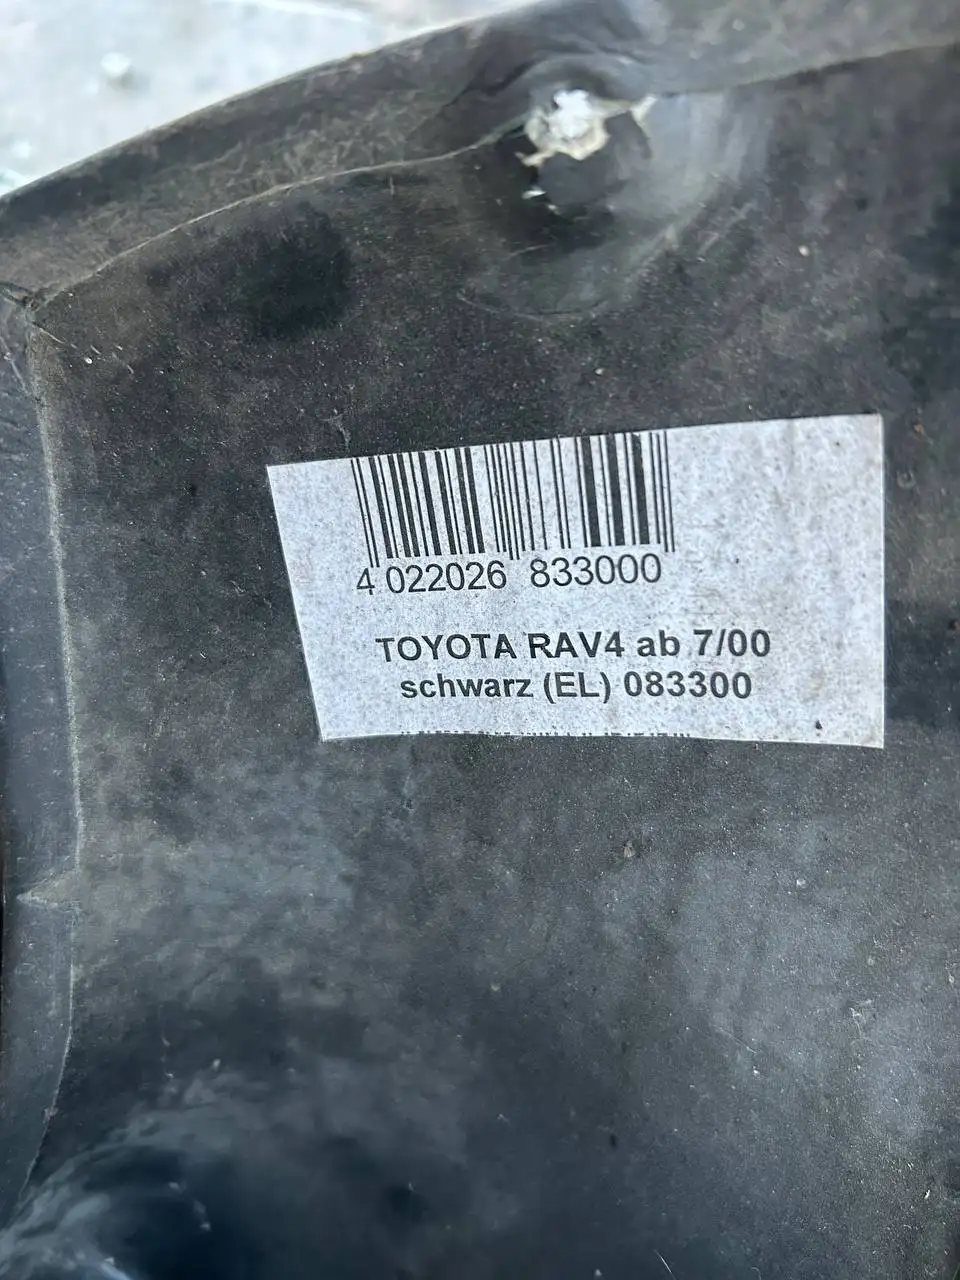 4 022026 833000
TOYOTA RAV4 ab 7/00
schwarz (EL) 083300